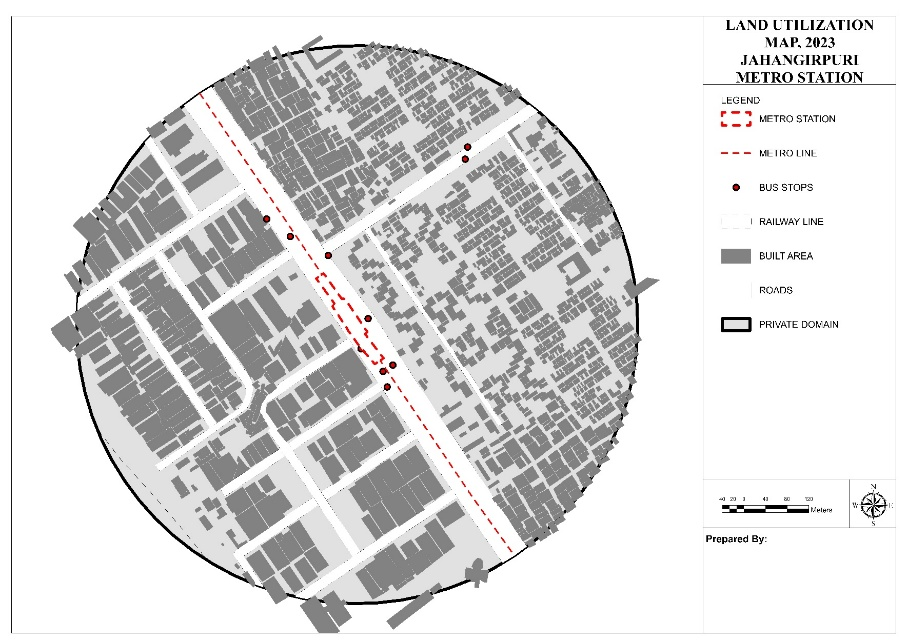 LAND UTILIZATION
MAP, 2023
JAHANGIRPURI
METRO STATION
LEGEND
METRO STATION
METRO LINE
BUS STOPS
RAILWAY LINE
BUILT AREA
ROADS
PRIVATE DOMAIN
40 20 0 40 80 120
Meters
N
W E
S
Prepared By: